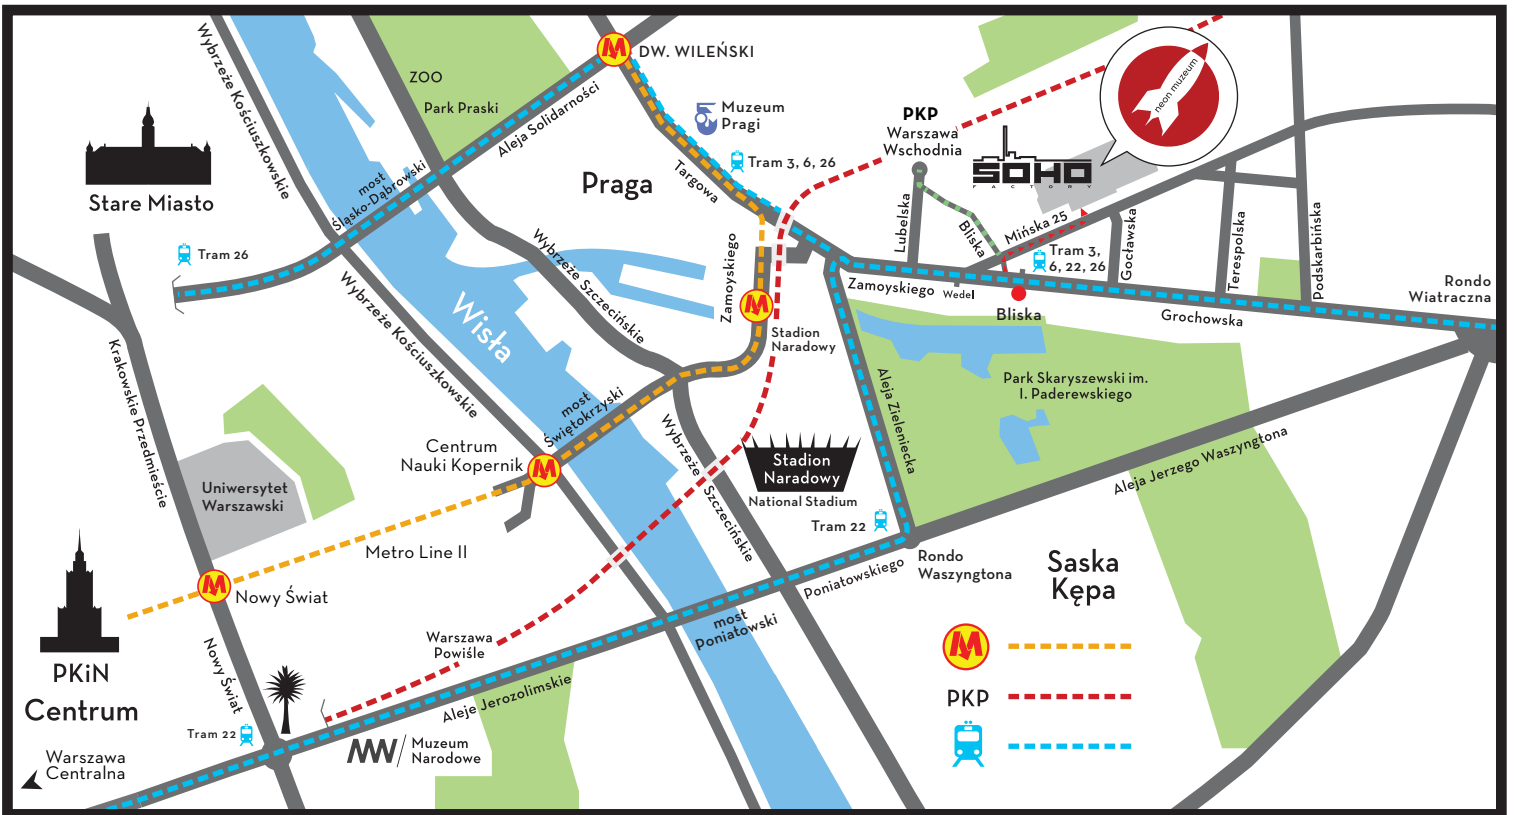 Wybrzeże Kościuszkowskie
ZOO
Park Praski
DW. WILEŃSKI
Aleja Solidarności
Muzeum
Pragi
Tram 3, 6, 26
Targowa
Praga
PKP
Warszawa
Wschodnia
SOHO
FACTORY
neon muzeum
Stare Miasto
Tram 26
most
Śląsko-Dąbrowski
Wybrzeże Kościuszkowskie
Wisła
Wybrzeże Szczecińskie
Zamoyskiego
Stadion
Naradowy
Lubelska
Bliska
Mińska 25
Tram 3,
6, 22, 26
Gocławska
Terespolska
Podskarbińska
Rondo
Wiatraczna
Zamoyskiego
Wedel
Bliska
Grochowska
Krakowskie Przedmieście
Uniwersytet
Warszawski
Centrum
Nauki Kopernik
most
Świętokrzyski
Wybrzeże Szczecińskie
Stadion
Naradowy
National Stadium
Aleja Zieleniecka
Park Skaryszewski im.
I. Paderewskiego
Aleja Jerzego Waszyngtona
Tram 22
Rondo
Waszyngtona
Saska
Kępa
Metro Line II
Nowy Świat
PKiN
Centrum
Nowy Świat
Warszawa
Powiśle
most
Poniatowski
Poniatowskiego
Aleje Jerozolimskie
Tram 22
Muzeum
Narodowe
Warszawa
Centralna
M
PKP